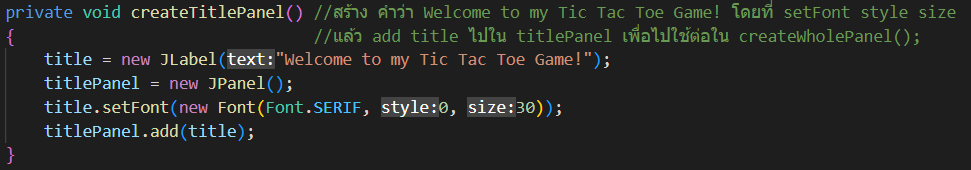 private void createTitlePanel() //สร้าง คำว่า Welcome to my Tic Tac Toe Game! โดยที่ setFont style size
{ //แล้ว add title ไปใน titlePanel เพื่อไปใช้ต่อใน createWholePanel();
title = new JLabel(text:"Welcome to my Tic Tac Toe Game!");
titlePanel = new JPanel();
title.setFont(new Font(Font.SERIF, style:0, size:30));
titlePanel.add(title);
}